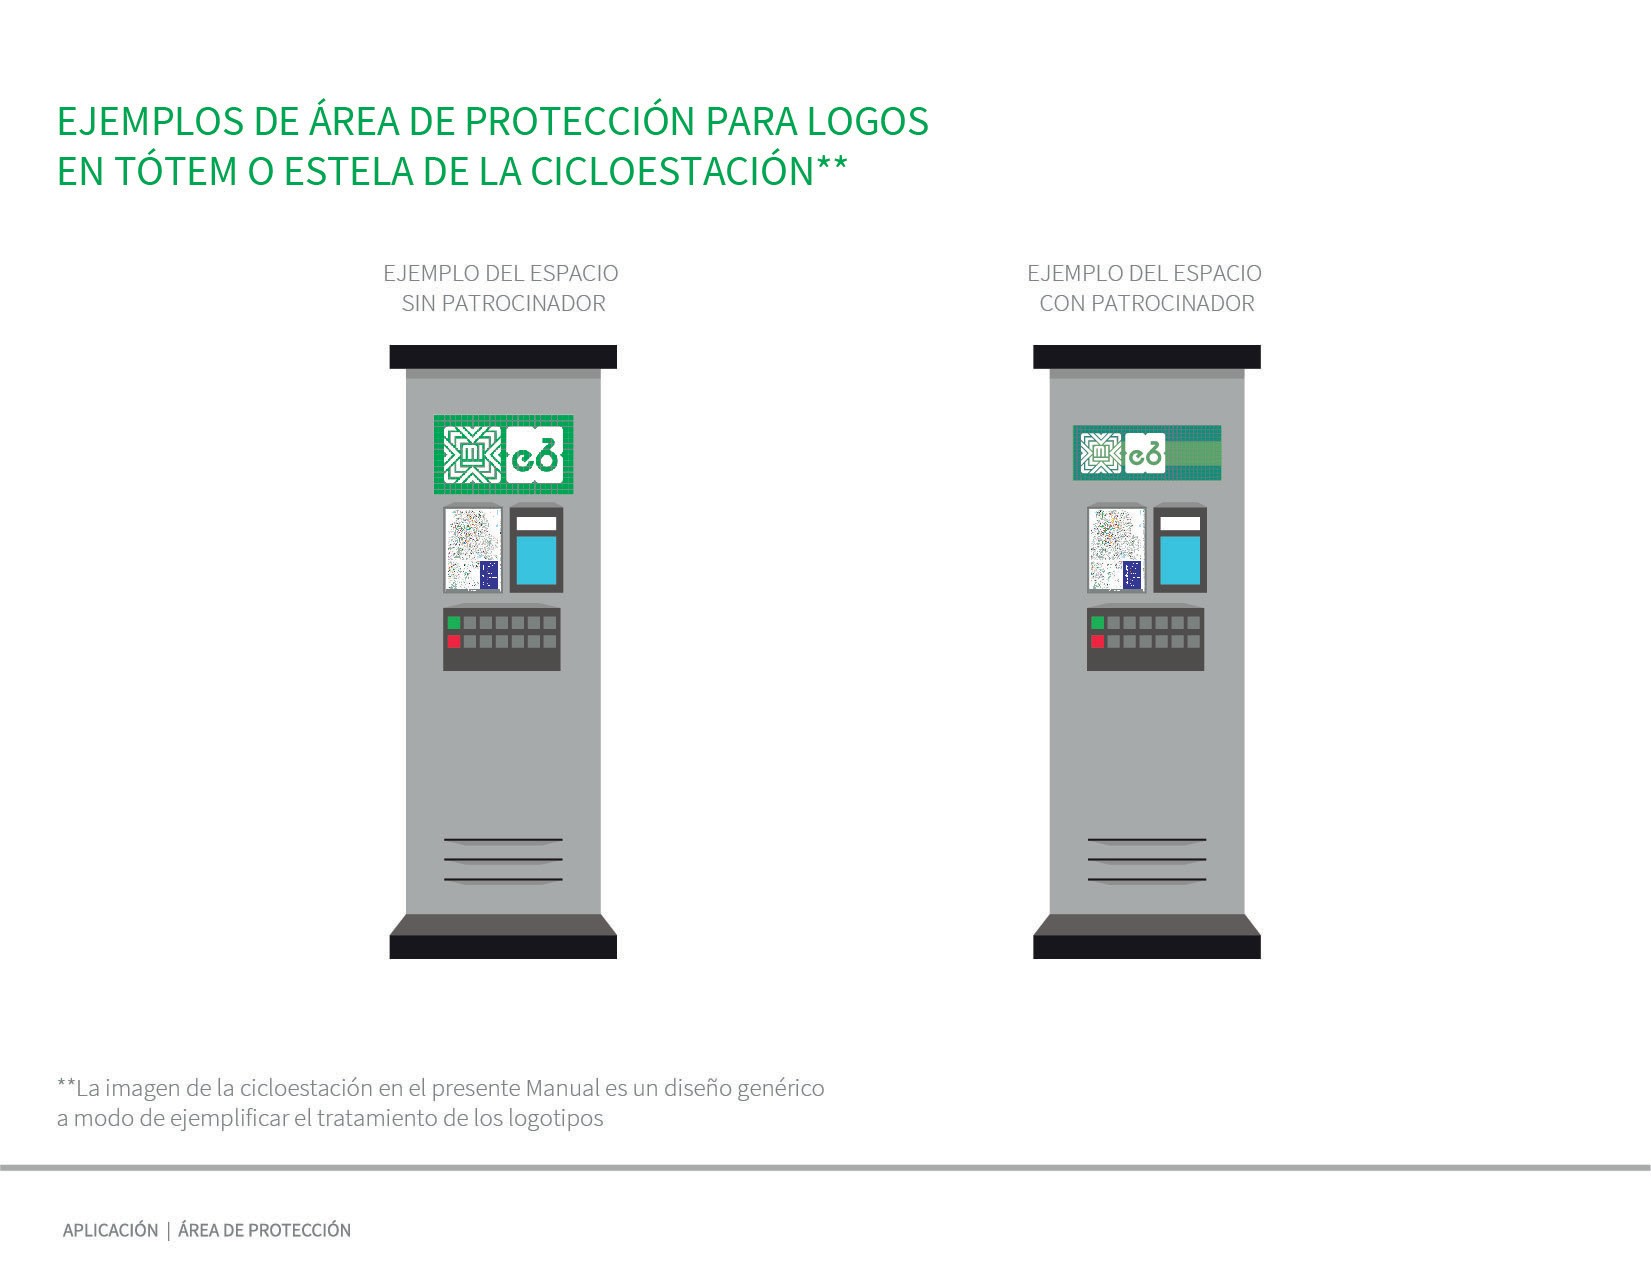 EJEMPLOS DE ÁREA DE PROTECCIÓN PARA LOGOS
EN TÓTEM O ESTELA DE LA CICLOESTACIÓN**
EJEMPLO DEL ESPACIO
SIN PATROCINADOR
EJEMPLO DEL ESPACIO
CON PATROCINADOR
**La imagen de la cicloestación en el presente Manual es un diseño genérico
a modo de ejemplificar el tratamiento de los logotipos
APLICACIÓN | ÁREA DE PROTECCIÓN